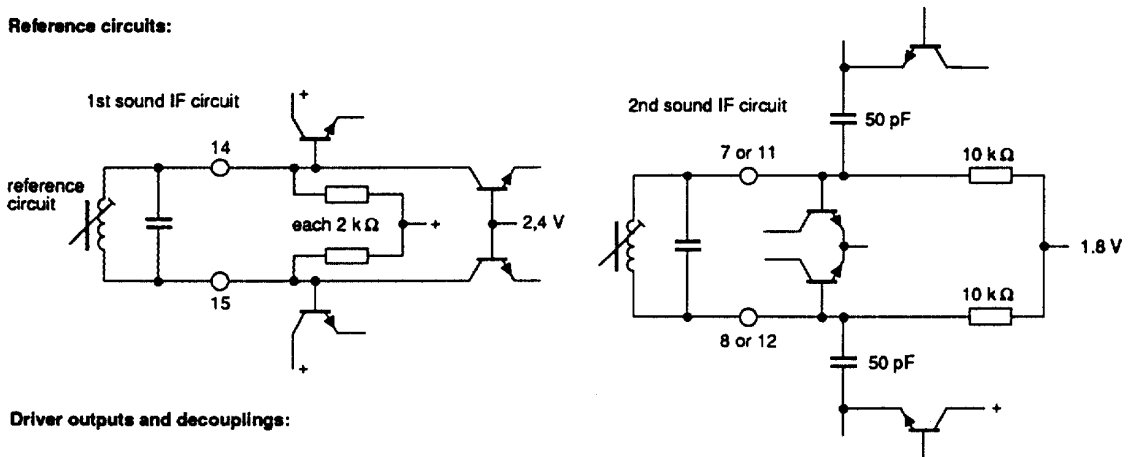 Reference circuits:
1st sound IF circuit
+
14
reference
circuit
each 2 kΩ
+
2,4 V
15
+
2nd sound IF circuit
50 pF
7 or 11
10 kΩ
1.8 V
10 kΩ
8 or 12
50 pF
+
Driver outputs and decouplings: